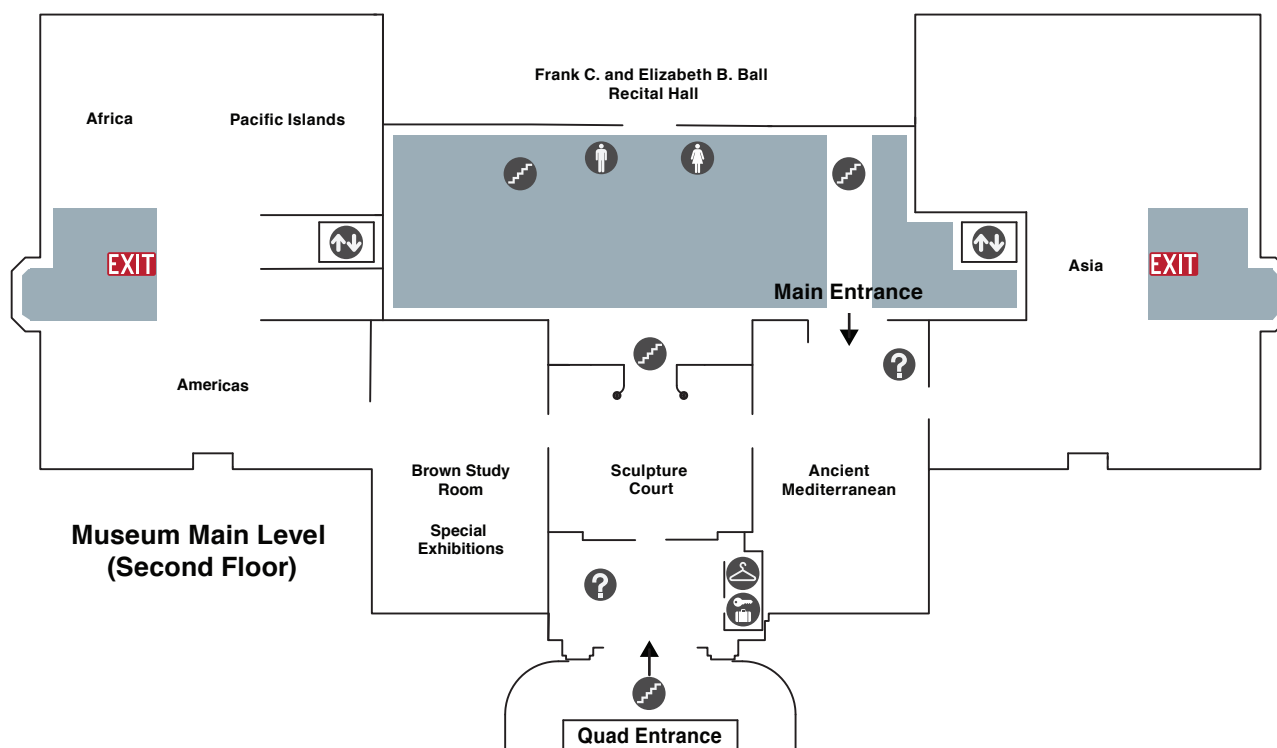 Frank C. and Elizabeth B. Ball
Recital Hall
Africa
Pacific Islands
EXIT
Asia
EXIT
Main Entrance
?
Americas
Brown Study
Room
Special
Exhibitions
Sculpture
Court
Ancient
Mediterranean
Museum Main Level
(Second Floor)
?
Quad Entrance